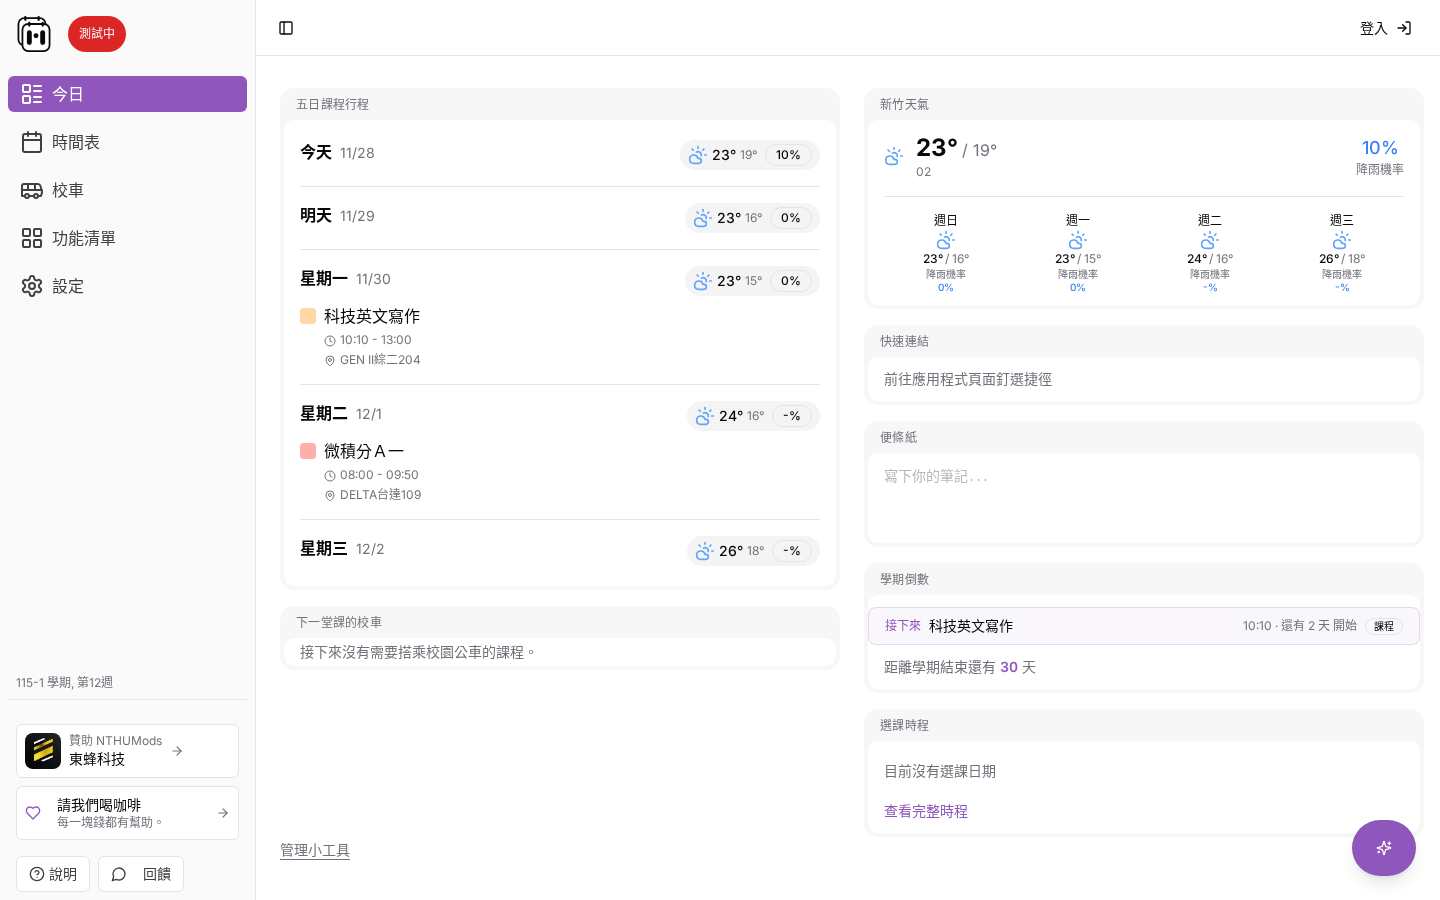 測試中
今日
時間表
校車
功能清單
設定
115-1 學期, 第12週
贊助 NTHUMods
東蜂科技
請我們喝咖啡
每一塊錢都有幫助。
說明
回饋
登入
五日課程行程
今天 11/28
23° 19° 10%
明天 11/29
23° 16° 0%
星期一 11/30
23° 15° 0%
科技英文寫作
10:10 - 13:00
GEN II綜二204
星期二 12/1
24° 16° -%
微積分Ａ一
08:00 - 09:50
DELTA台達109
星期三 12/2
26° 18° -%
下一堂課的校車
接下來沒有需要搭乘校園公車的課程。
管理小工具
新竹天氣
23° / 19°
02
10%
降雨機率
週日
23° / 16°
降雨機率
0%
週一
23° / 15°
降雨機率
0%
週二
24° / 16°
降雨機率
-%
週三
26° / 18°
降雨機率
-%
快速連結
前往應用程式頁面釘選捷徑
便條紙
寫下你的筆記...
學期倒數
接下來 科技英文寫作
10:10 · 還有 2 天 開始 課程
距離學期結束還有 30 天
選課時程
目前沒有選課日期
查看完整時程